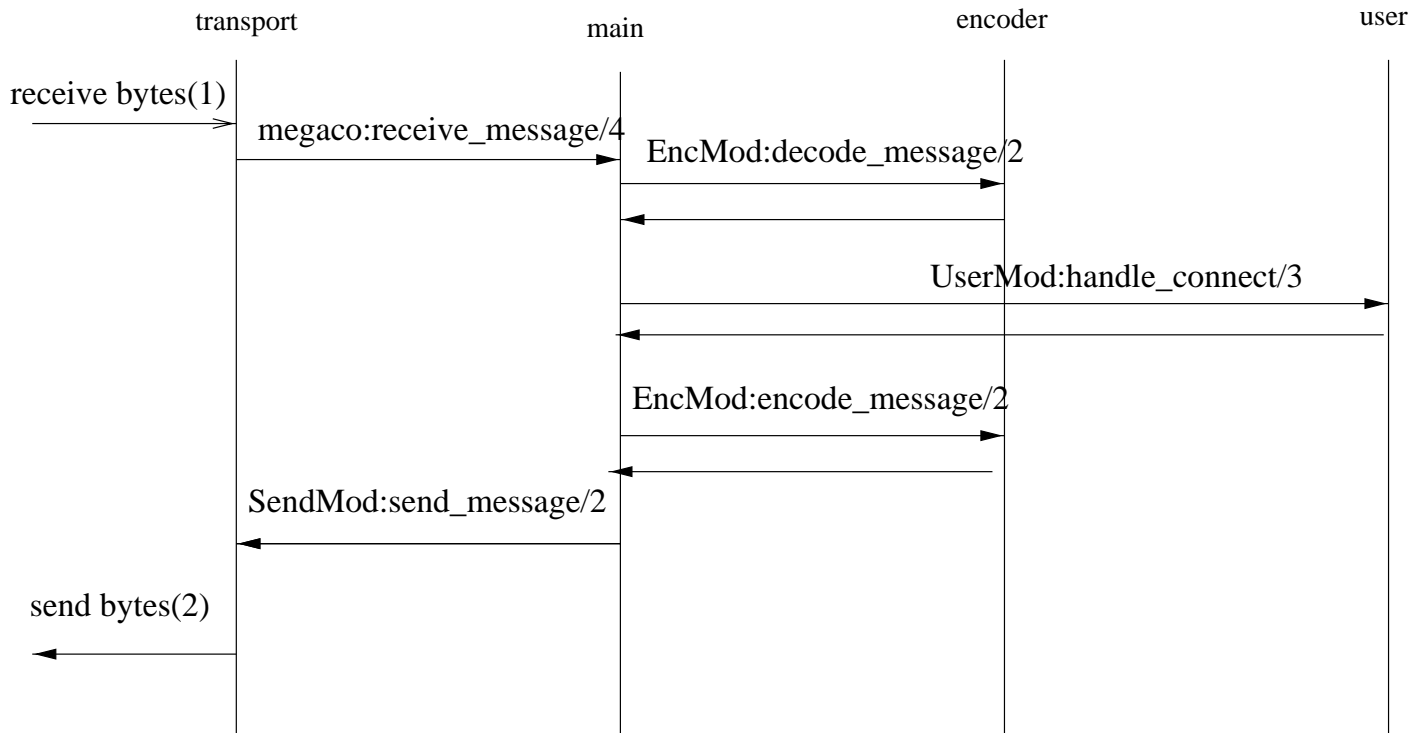 transport
main
encoder
user
receive bytes(1)
megaco:receive_message/4
EncMod:decode_message/2
UserMod:handle_connect/3
EncMod:encode_message/2
SendMod:send_message/2
send bytes(2)